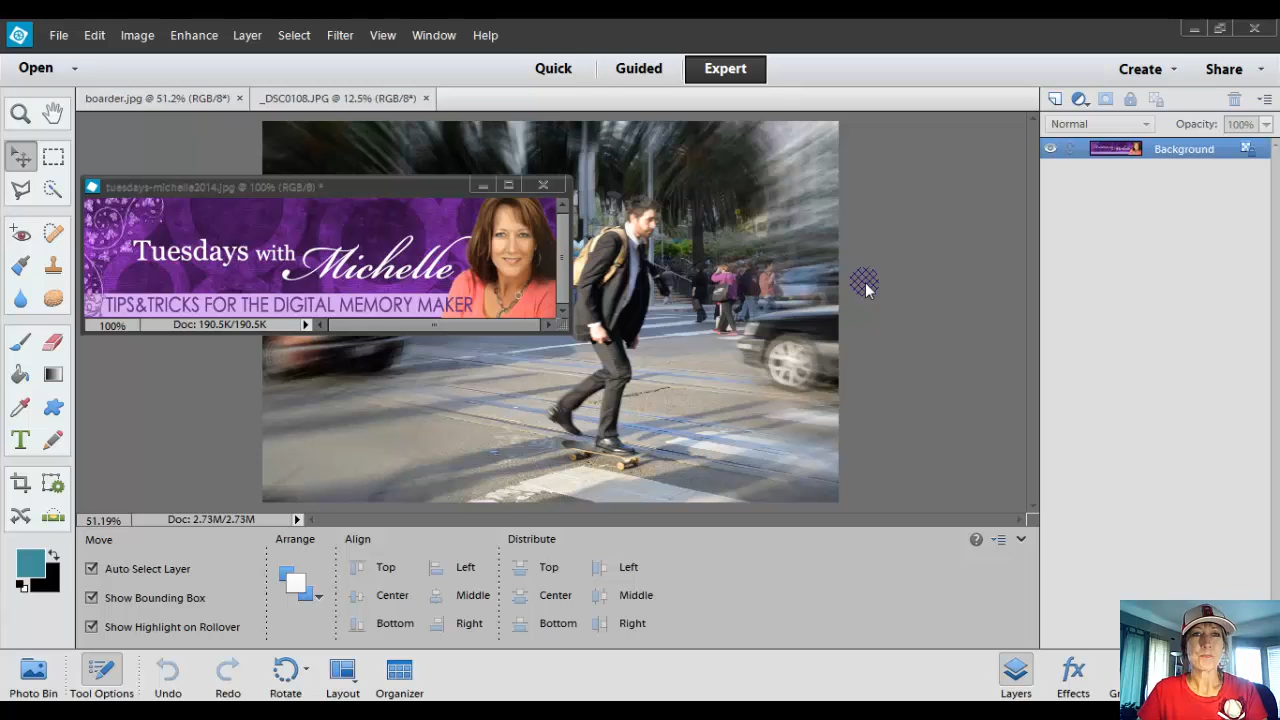 File Edit Image Enhance Layer Select Filter View Window Help
Open Quick Guided Expert Create Share
boarder.jpg @ 51.2% (RGB/8*) × _DSC0108.JPG @ 12.5% (RGB/8*) ×
Normal Opacity: 100%
Background
tuesdays-michelle2014.jpg @ 100% (RGB/8) *
Tuesdays with Michelle
TIPS&TRICKS FOR THE DIGITAL MEMORY MAKER
100% Doc: 190.5K/190.5K
51.19% Doc: 2.73M/2.73M
Move Arrange Align Distribute
Auto Select Layer Top Left Top Left
Show Bounding Box Center Middle Center Middle
Show Highlight on Rollover Bottom Right Bottom Right
Photo Bin Tool Options Undo Redo Rotate Layout Organizer Layers Effects